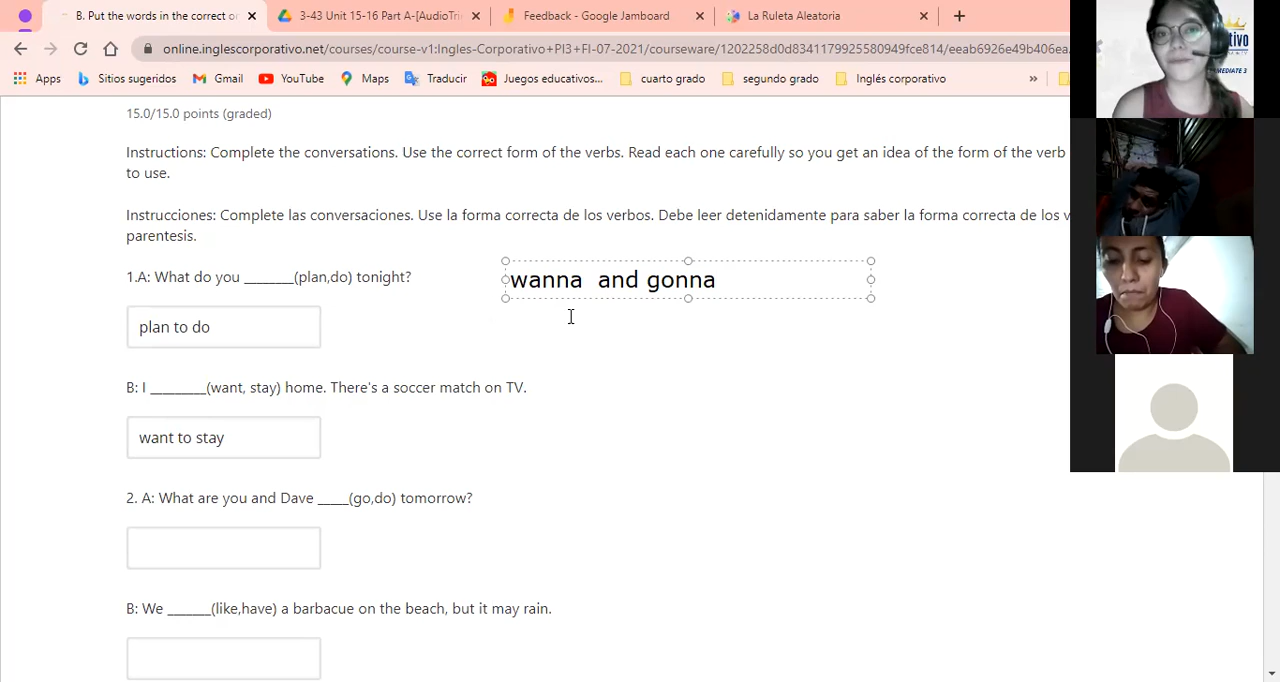 B. Put the words in the correct or
3-43 Unit 15-16 Part A-[AudioTri
Feedback - Google Jamboard
La Ruleta Aleatoria
online.inglescorporativo.net/courses/course-v1:Ingles-Corporativo+PI3+FI-07-2021/courseware/1202258d0d8341179925580949fce814/eeab6926e49b406ea
Apps
Sitios sugeridos
Gmail
YouTube
Maps
Traducir
Juegos educativos...
cuarto grado
segundo grado
Inglés corporativo
»
tivo
MEDIATE 3
15.0/15.0 points (graded)
Instructions: Complete the conversations. Use the correct form of the verbs. Read each one carefully so you get an idea of the form of the verb
to use.
Instrucciones: Complete las conversaciones. Use la forma correcta de los verbos. Debe leer detenidamente para saber la forma correcta de los v
parentesis.
1.A: What do you ________(plan,do) tonight?
wanna and gonna
plan to do
B: I _________(want, stay) home. There's a soccer match on TV.
want to stay
2. A: What are you and Dave _____(go,do) tomorrow?
B: We _______(like,have) a barbacue on the beach, but it may rain.